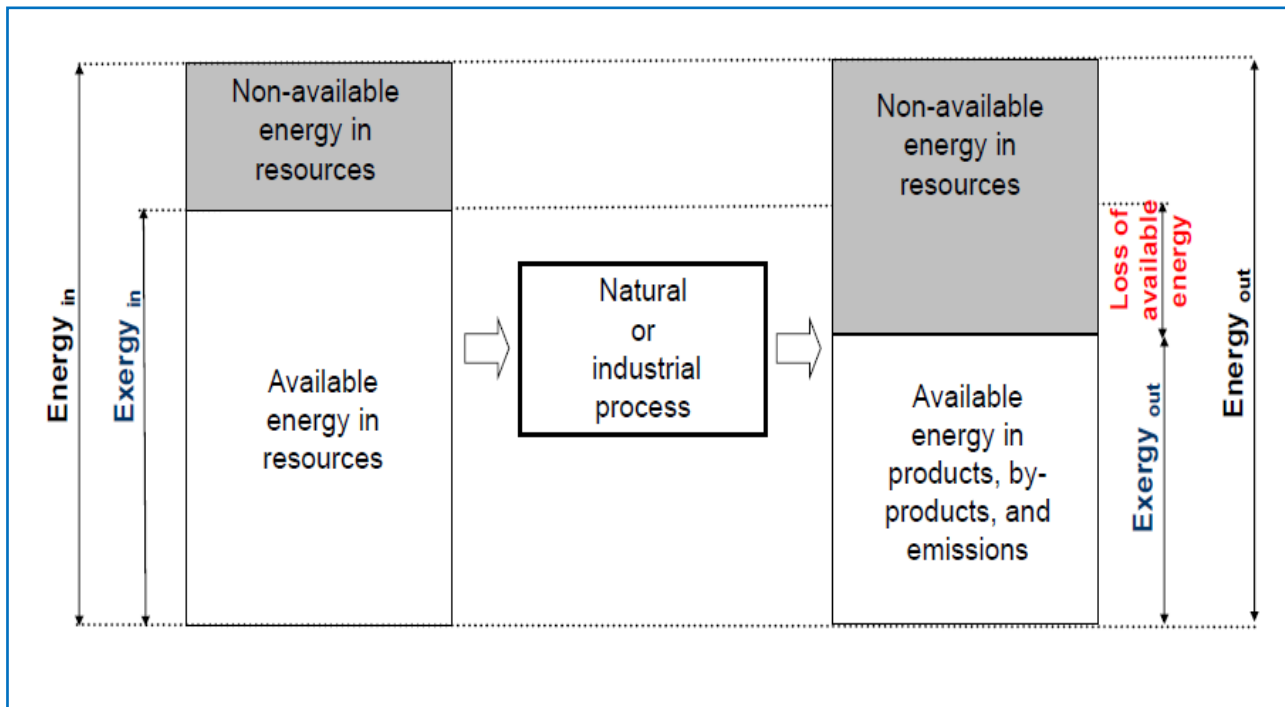 Non-available
energy in
resources
Available
energy in
resources
Energy in
Exergy in
Natural
or
industrial
process
Non-available
energy in
resources
Available
energy in
products, by-
products, and
emissions
Loss of
available
energy
Exergy out
Energy out